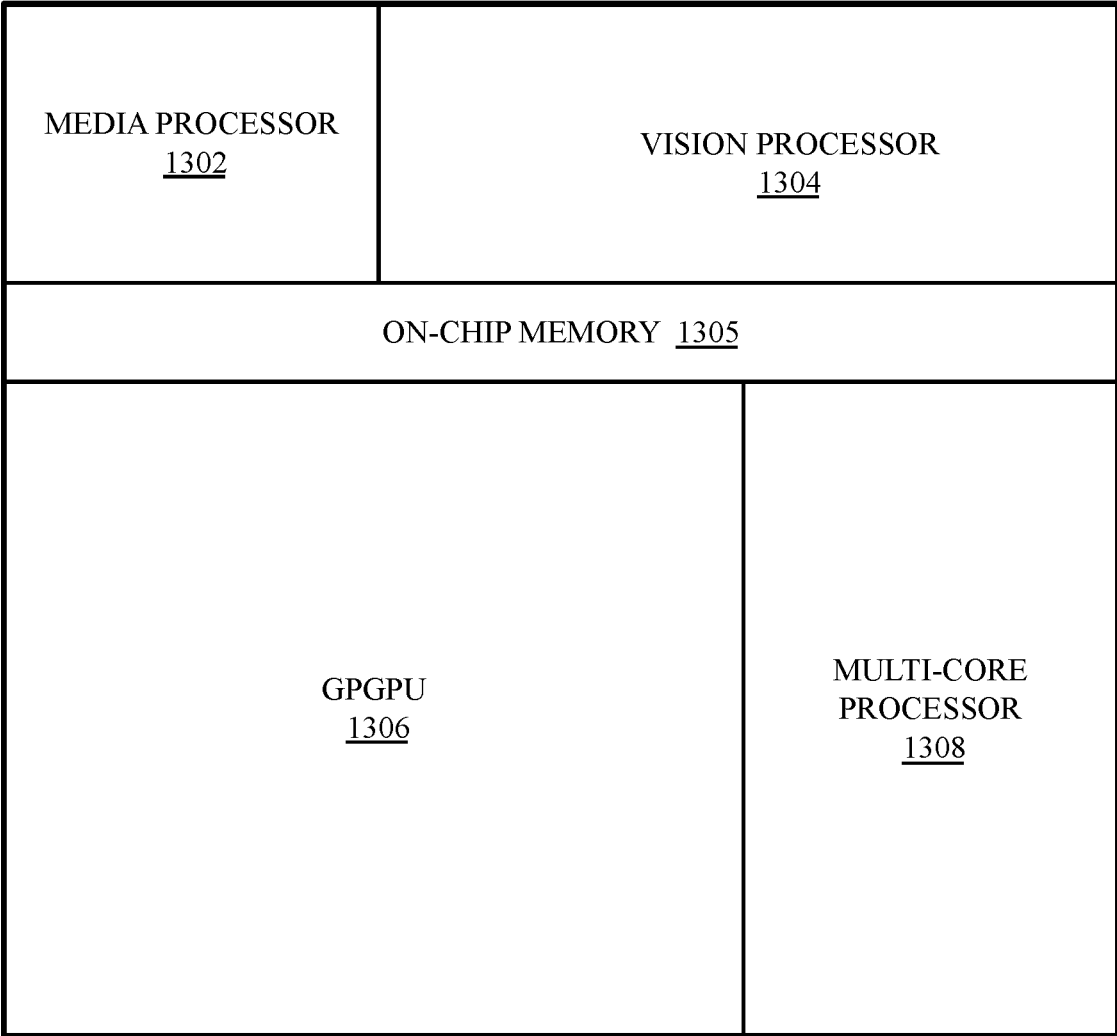 MEDIA PROCESSOR
1302
VISION PROCESSOR
1304
ON-CHIP MEMORY 1305
GPGPU
1306
MULTI-CORE
PROCESSOR
1308